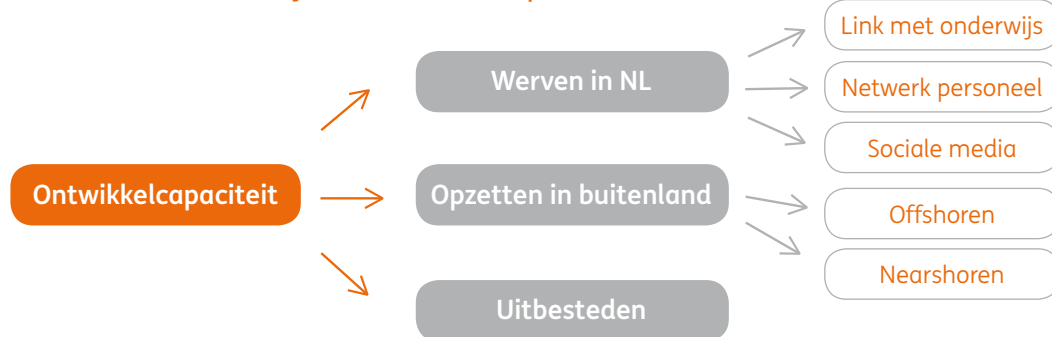 Link met onderwijs
Werven in NL
Netwerk personeel
Sociale media
Ontwikkelcapaciteit
Opzetten in buitenland
Offshoren
Nearshoren
Uitbesteden